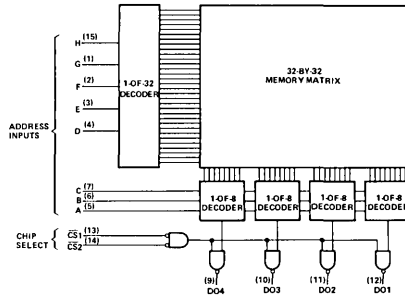 H (15)
G (1)
F (2)
E (3)
D (4)
1-OF-32
DECODER
32-BY-32
MEMORY MATRIX
ADDRESS
INPUTS
C (7)
B (6)
A (5)
1-OF-8
DECODER
1-OF-8
DECODER
1-OF-8
DECODER
1-OF-8
DECODER
CHIP
SELECT
CS1 (13)
CS2 (14)
(9)
DO4
(10)
DO3
(11)
DO2
(12)
DO1